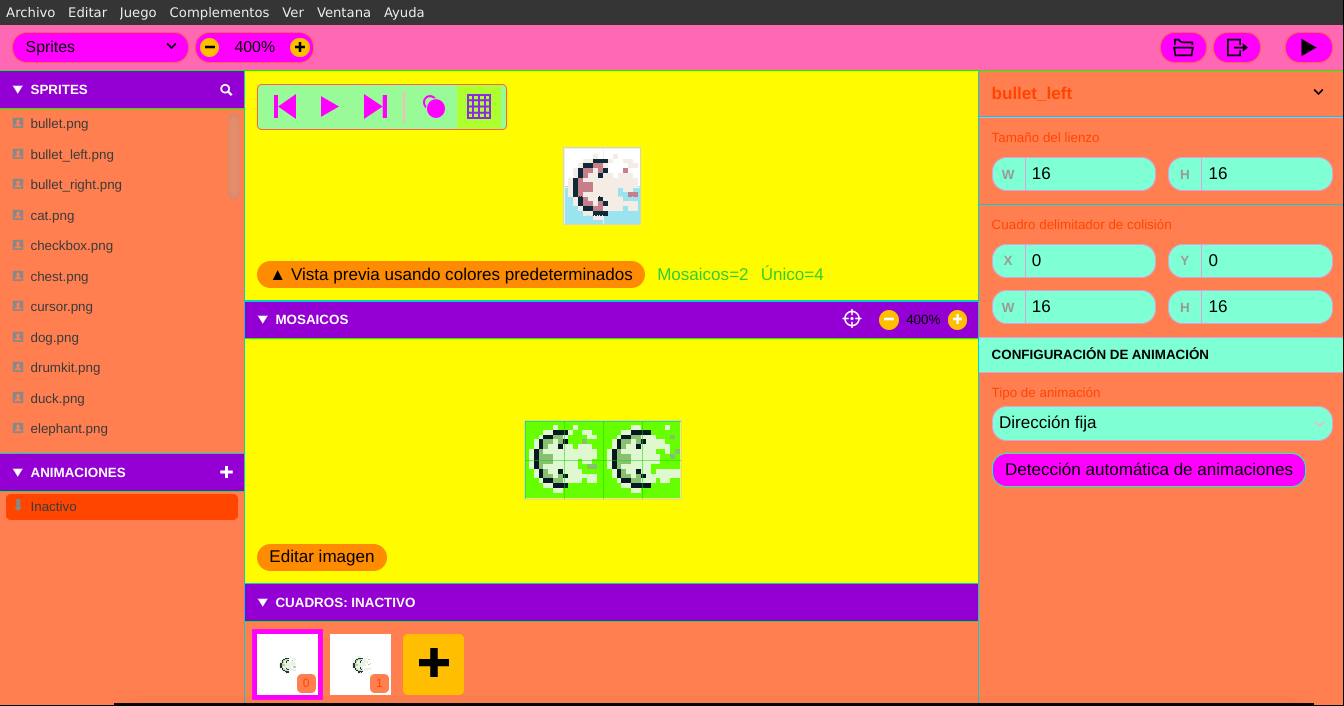 Archivo Editar Juego Complementos Ver Ventana Ayuda
Sprites 400%
SPRITES
bullet.png
bullet_left.png
bullet_right.png
cat.png
checkbox.png
chest.png
cursor.png
dog.png
drumkit.png
duck.png
elephant.png
ANIMACIONES
Inactivo
▲ Vista previa usando colores predeterminados Mosaicos=2 Único=4
MOSAICOS 400%
Editar imagen
CUADROS: INACTIVO
0 1
bullet_left
Tamaño del lienzo
W 16 H 16
Cuadro delimitador de colisión
X 0 Y 0
W 16 H 16
CONFIGURACIÓN DE ANIMACIÓN
Tipo de animación
Dirección fija
Detección automática de animaciones